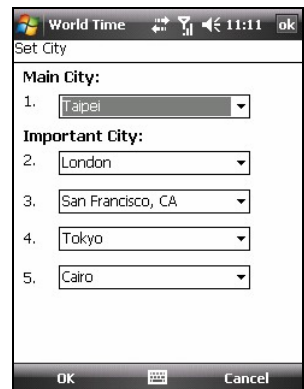 World Time 11:11 ok
Set City
Main City:
1. Taipei
Important City:
2. London
3. San Francisco, CA
4. Tokyo
5. Cairo
OK Cancel